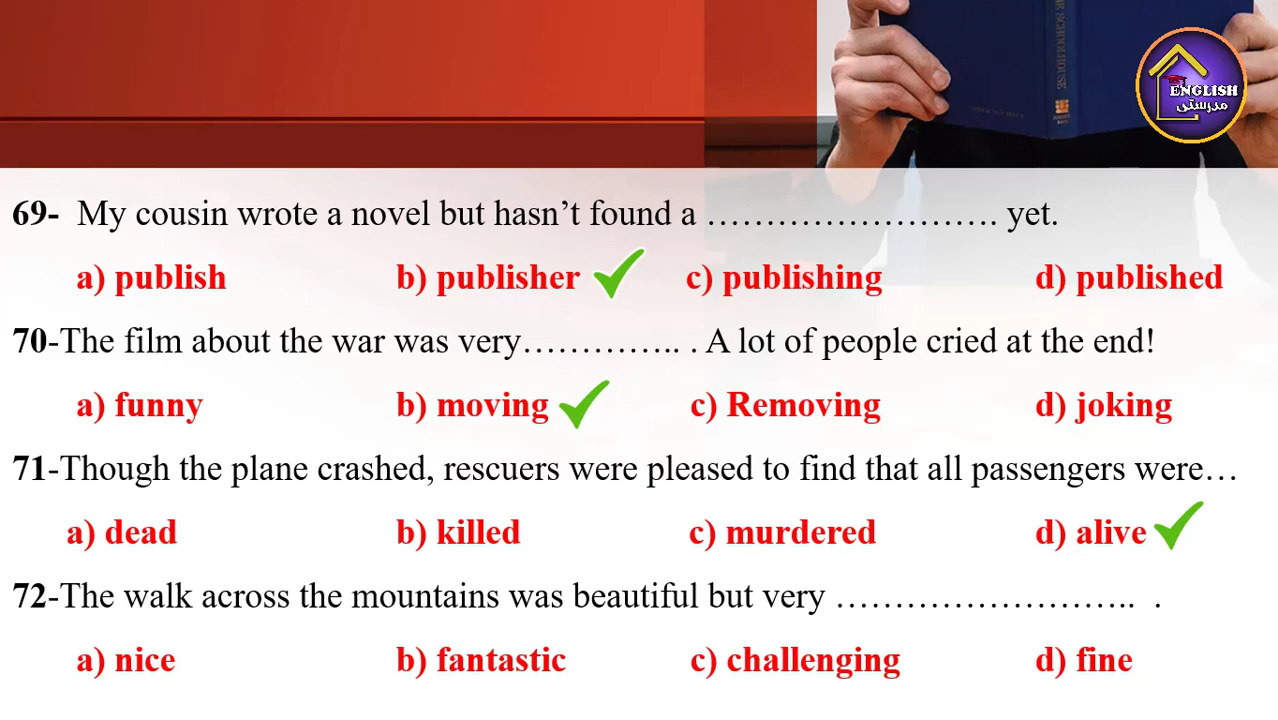 ENGLISH
مدرستي
69- My cousin wrote a novel but hasn’t found a ……………………. yet.
a) publish b) publisher c) publishing d) published
70-The film about the war was very………….. . A lot of people cried at the end!
a) funny b) moving c) Removing d) joking
71-Though the plane crashed, rescuers were pleased to find that all passengers were…
a) dead b) killed c) murdered d) alive
72-The walk across the mountains was beautiful but very …………………….. .
a) nice b) fantastic c) challenging d) fine